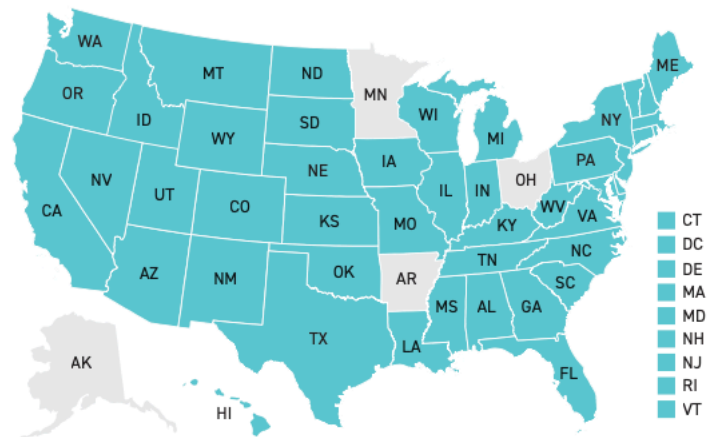 WA
ME
MT
ND
OR
MN
ID
SD
WI
NY
WY
MI
IA
PA
NE
OH
NV
IL
IN
UT
WV
CO
VA
CA
KS
MO
KY
CT
NC
DC
TN
OK
AZ
AR
DE
NM
SC
MA
MS
AL
GA
MD
TX
NH
LA
AK
NJ
FL
RI
HI
VT